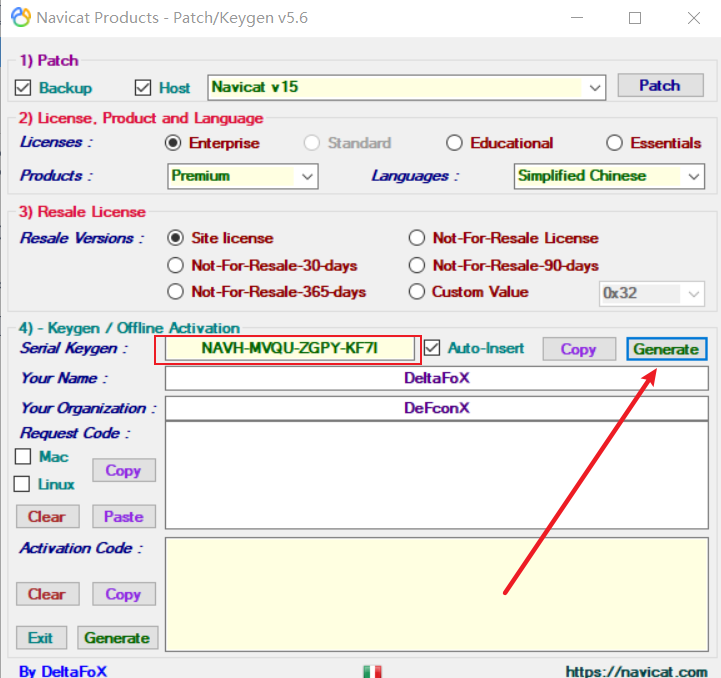 Navicat Products - Patch/Keygen v5.6
1) Patch
Backup Host Navicat v15 Patch
2) License, Product and Language
Licenses : Enterprise Standard Educational Essentials
Products : Premium Languages : Simplified Chinese
3) Resale License
Resale Versions : Site license Not-For-Resale License
Not-For-Resale-30-days Not-For-Resale-90-days
Not-For-Resale-365-days Custom Value 0x32
4) - Keygen / Offline Activation
Serial Keygen : NAVH-MVQU-ZGPY-KF7I Auto-Insert Copy Generate
Your Name : DeltaFoX
Your Organization : DeFconX
Request Code :
Mac
Copy
Linux
Clear Paste
Activation Code :
Clear Copy
Exit Generate
By DeltaFoX https://navicat.com